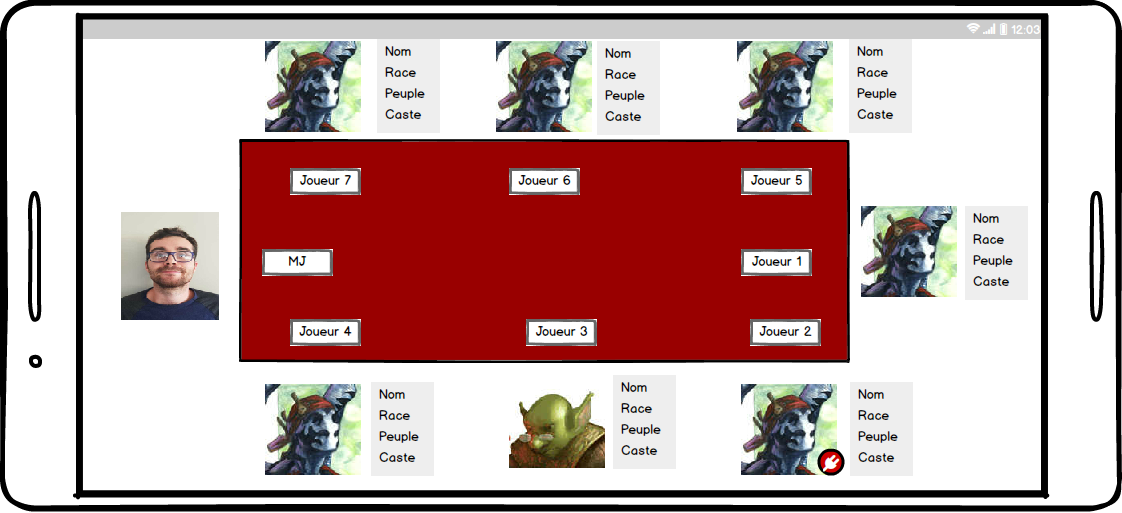 12:03
Nom
Race
Peuple
Caste
Nom
Race
Peuple
Caste
Nom
Race
Peuple
Caste
Joueur 7
Joueur 6
Joueur 5
MJ
Joueur 1
Nom
Race
Peuple
Caste
Joueur 4
Joueur 3
Joueur 2
Nom
Race
Peuple
Caste
Nom
Race
Peuple
Caste
Nom
Race
Peuple
Caste